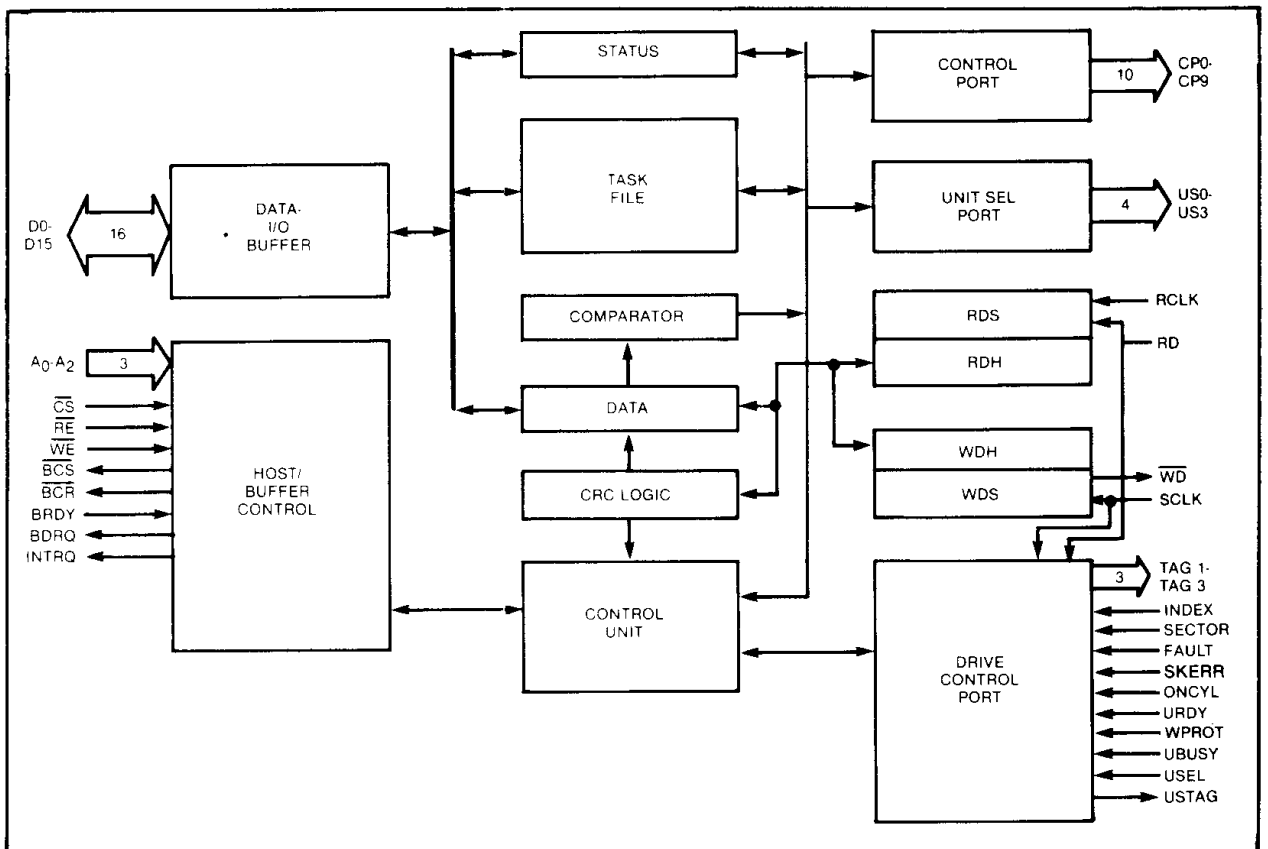 STATUS
CONTROL
PORT
10
CP0-
CP9
TASK
FILE
D0-
D15
16
DATA-
I/O
BUFFER
UNIT SEL
PORT
4
US0-
US3
COMPARATOR
RDS
RDH
RCLK
RD
A0-A2
3
CS
RE
WE
BCS
BCR
BRDY
BDRQ
INTRQ
HOST/
BUFFER
CONTROL
DATA
CRC LOGIC
WDH
WDS
WD
SCLK
CONTROL
UNIT
DRIVE
CONTROL
PORT
3
TAG 1-
TAG 3
INDEX
SECTOR
FAULT
SKERR
ONCYL
URDY
WPROT
UBUSY
USEL
USTAG